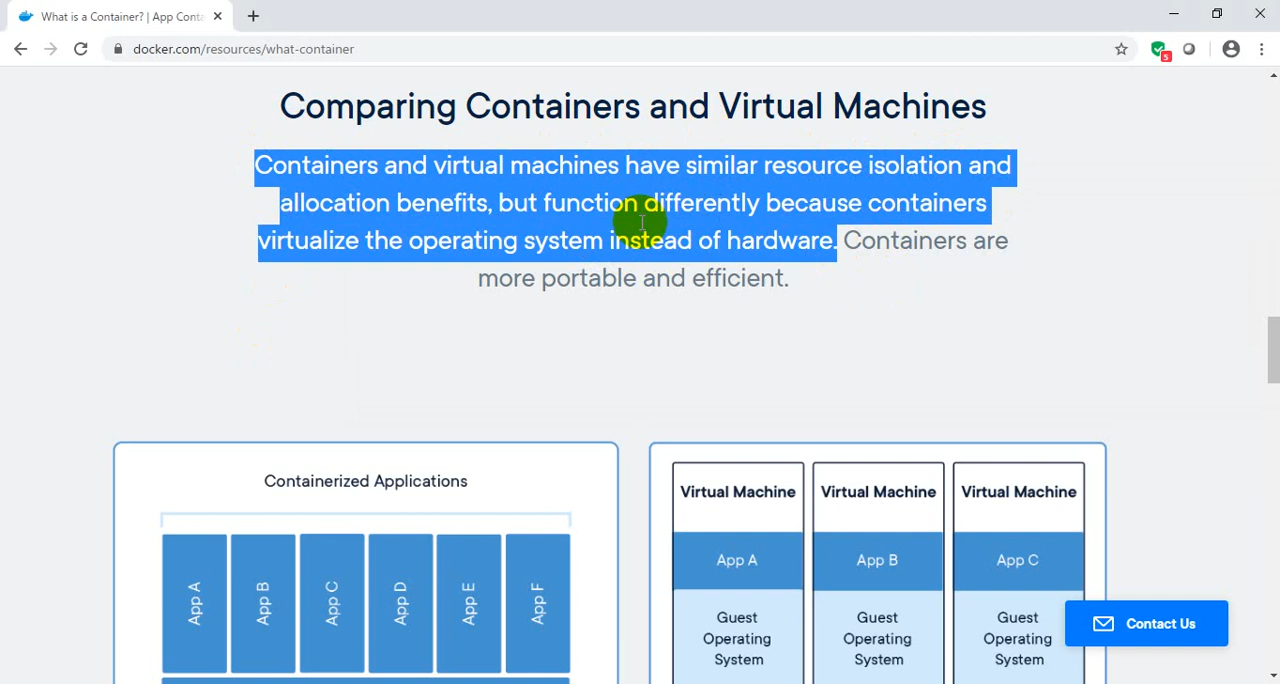 What is a Container? | App Conta
docker.com/resources/what-container
5
Comparing Containers and Virtual Machines
Containers and virtual machines have similar resource isolation and
allocation benefits, but function differently because containers
virtualize the operating system instead of hardware. Containers are
more portable and efficient.
Containerized Applications
App A
App B
App C
App D
App E
App F
Virtual Machine
App A
Guest
Operating
System
Virtual Machine
App B
Guest
Operating
System
Virtual Machine
App C
Guest
Operating
System
Contact Us